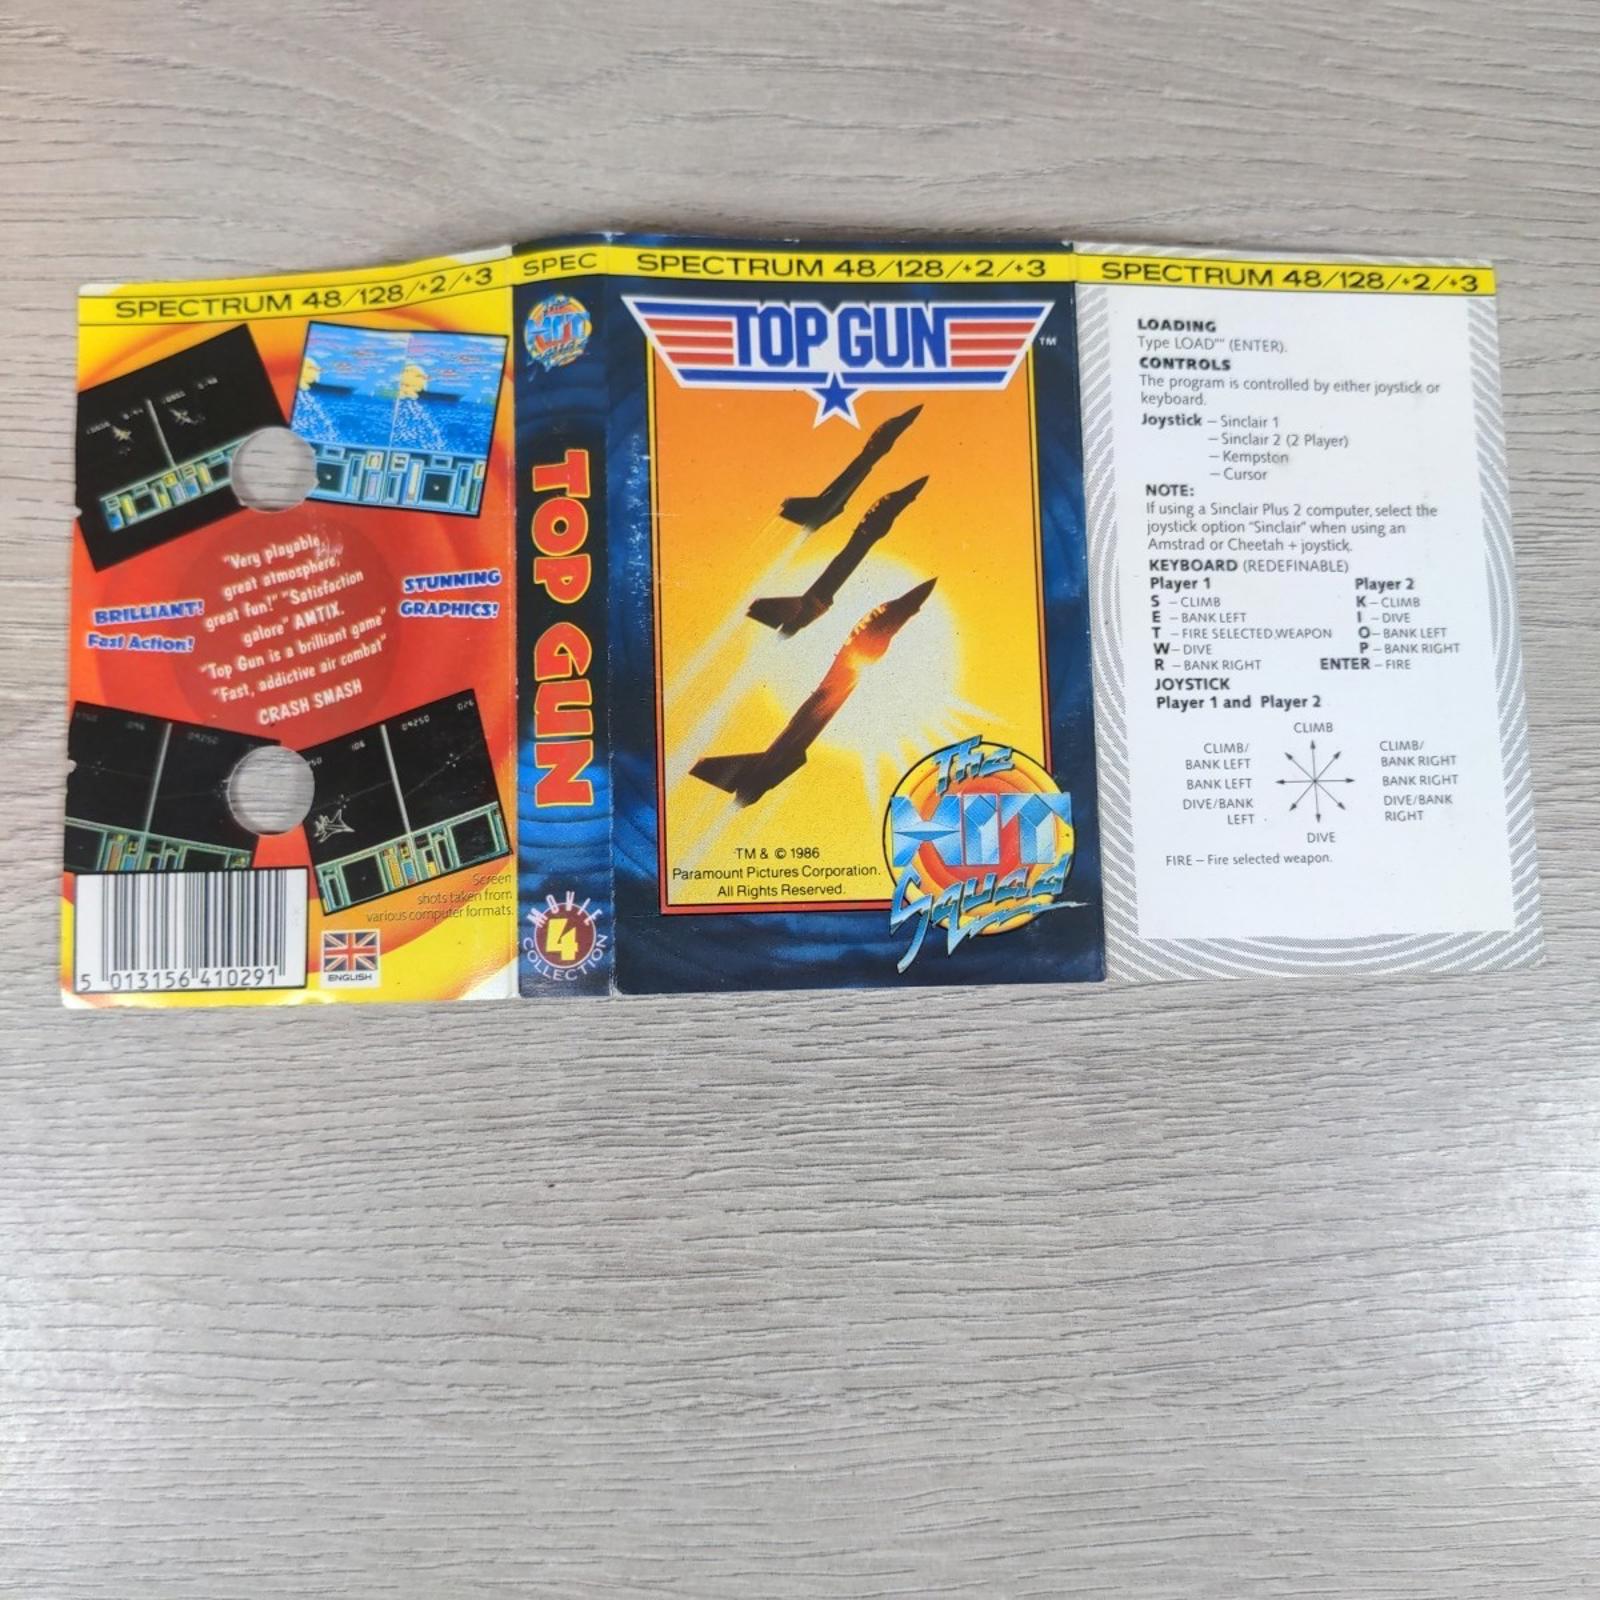 SPECTRUM 48/128/+2/+3
"Very playable,
great atmosphere,
great fun!" "Satisfaction
galore" AMTIX.
"Top Gun is a brilliant game"
"Fast, addictive air combat"
CRASH SMASH
BRILLIANT!
Fast Action!
STUNNING
GRAPHICS!
09250
106
09250
026
Screen
shots taken from
various computer formats.
5 013156 410291
ENGLISH
SPEC
The
HIT
Squad
TOP GUN
MOVIE
4
COLLECTION
SPECTRUM 48/128/+2/+3
TOP GUN
TM
TM & © 1986
Paramount Pictures Corporation.
All Rights Reserved.
The
HIT
Squad
SPECTRUM 48/128/+2/+3
LOADING
Type LOAD"" (ENTER).
CONTROLS
The program is controlled by either joystick or
keyboard.
Joystick – Sinclair 1
– Sinclair 2 (2 Player)
– Kempston
– Cursor
NOTE:
If using a Sinclair Plus 2 computer, select the
joystick option "Sinclair" when using an
Amstrad or Cheetah + joystick.
KEYBOARD (REDEFINABLE)
Player 1 Player 2
S – CLIMB K – CLIMB
E – BANK LEFT I – DIVE
T – FIRE SELECTED WEAPON O – BANK LEFT
W – DIVE P – BANK RIGHT
R – BANK RIGHT ENTER – FIRE
JOYSTICK
Player 1 and Player 2
CLIMB
CLIMB/ CLIMB/
BANK LEFT BANK RIGHT
BANK LEFT BANK RIGHT
DIVE/BANK DIVE/BANK
LEFT RIGHT
DIVE
FIRE – Fire selected weapon.